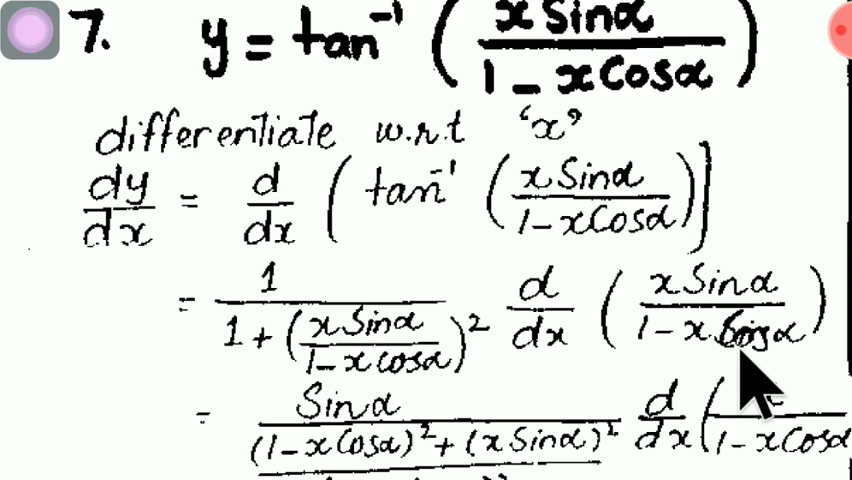 7. y = tan⁻¹ ( x Sinα / 1 - x Cosα )
differentiate w.r.t 'x'
dy/dx = d/dx ( tan⁻¹ ( x Sinα / 1 - x Cosα ) ]
= 1 / 1 + ( x Sinα / 1 - x cosα )² d/dx ( x Sinα / 1 - x Cosα )
= Sinα / (1 - x Cosα)² + (x Sinα)² d/dx ( / 1 - x Cosα